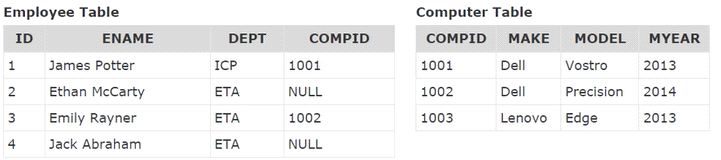 Employee Table
ID ENAME DEPT COMPID
1 James Potter ICP 1001
2 Ethan McCarty ETA NULL
3 Emily Rayner ETA 1002
4 Jack Abraham ETA NULL
Computer Table
COMPID MAKE MODEL MYEAR
1001 Dell Vostro 2013
1002 Dell Precision 2014
1003 Lenovo Edge 2013